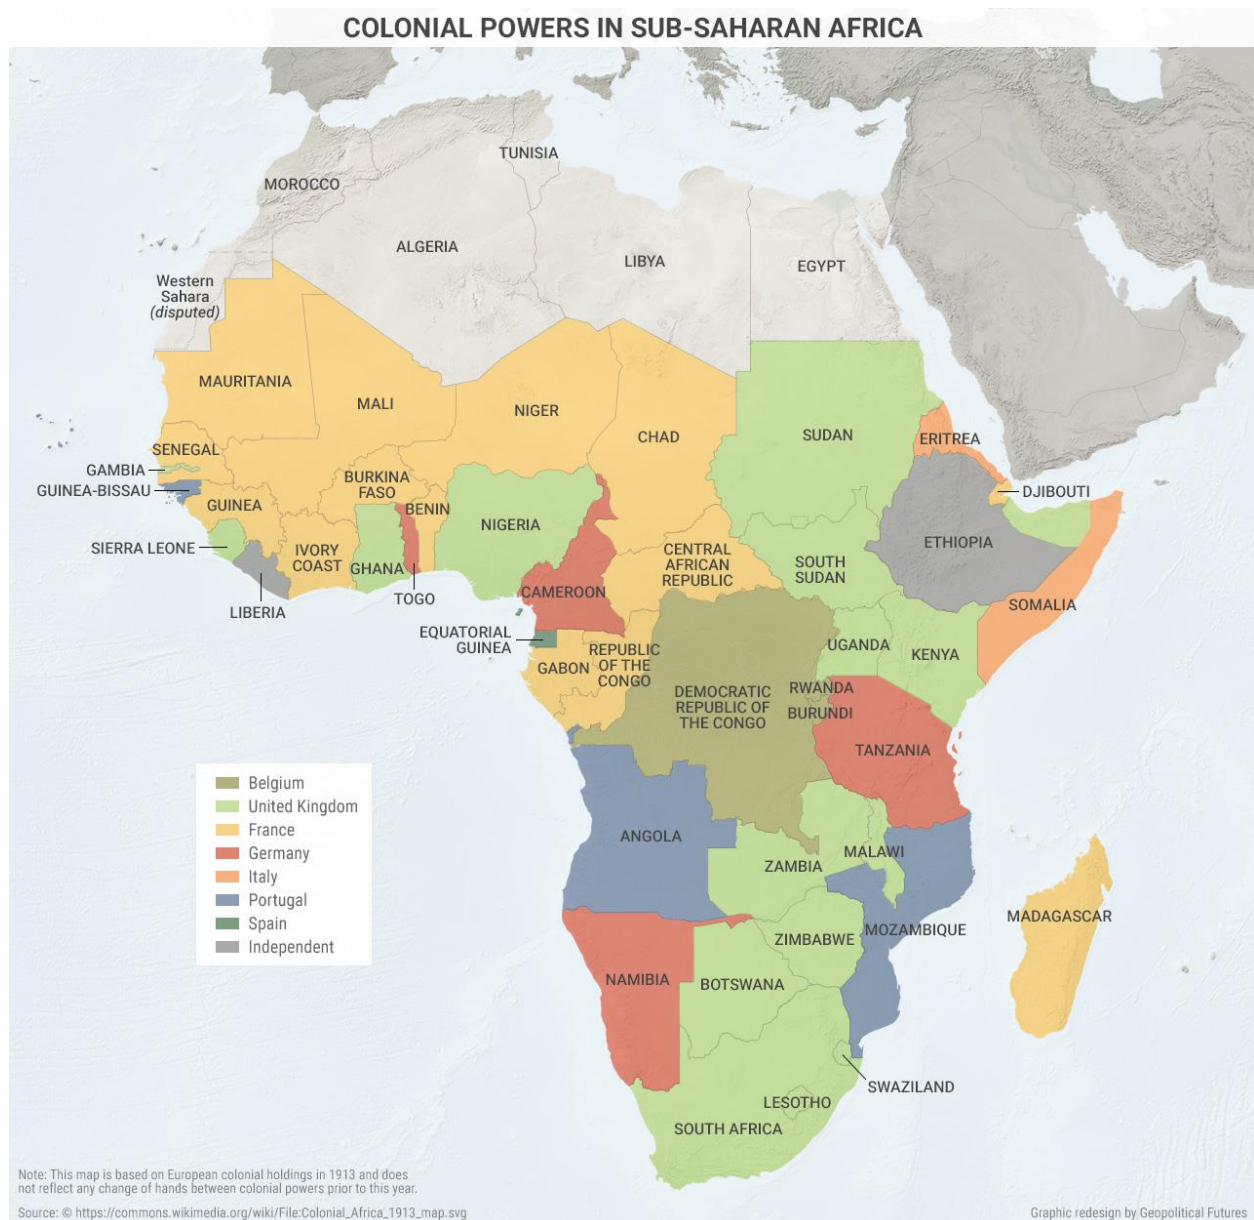 COLONIAL POWERS IN SUB-SAHARAN AFRICA
TUNISIA
MOROCCO
ALGERIA
LIBYA
EGYPT
Western
Sahara
(disputed)
MAURITANIA
MALI
NIGER
CHAD
SUDAN
ERITREA
SENEGAL
GAMBIA
GUINEA-BISSAU
GUINEA
BURKINA
FASO
BENIN
NIGERIA
DJIBOUTI
ETHIOPIA
SIERRA LEONE
IVORY
COAST
GHANA
TOGO
LIBERIA
CAMEROON
CENTRAL
AFRICAN
REPUBLIC
SOUTH
SUDAN
SOMALIA
EQUATORIAL
GUINEA
GABON
REPUBLIC
OF THE
CONGO
UGANDA
KENYA
DEMOCRATIC
REPUBLIC OF
THE CONGO
RWANDA
BURUNDI
TANZANIA
Belgium
United Kingdom
France
Germany
Italy
Portugal
Spain
Independent
ANGOLA
ZAMBIA
MALAWI
MOZAMBIQUE
MADAGASCAR
ZIMBABWE
NAMIBIA
BOTSWANA
SWAZILAND
LESOTHO
SOUTH AFRICA
Note: This map is based on European colonial holdings in 1913 and does
not reflect any change of hands between colonial powers prior to this year.
Source: © https://commons.wikimedia.org/wiki/File:Colonial_Africa_1913_map.svg
Graphic redesign by Geopolitical Futures